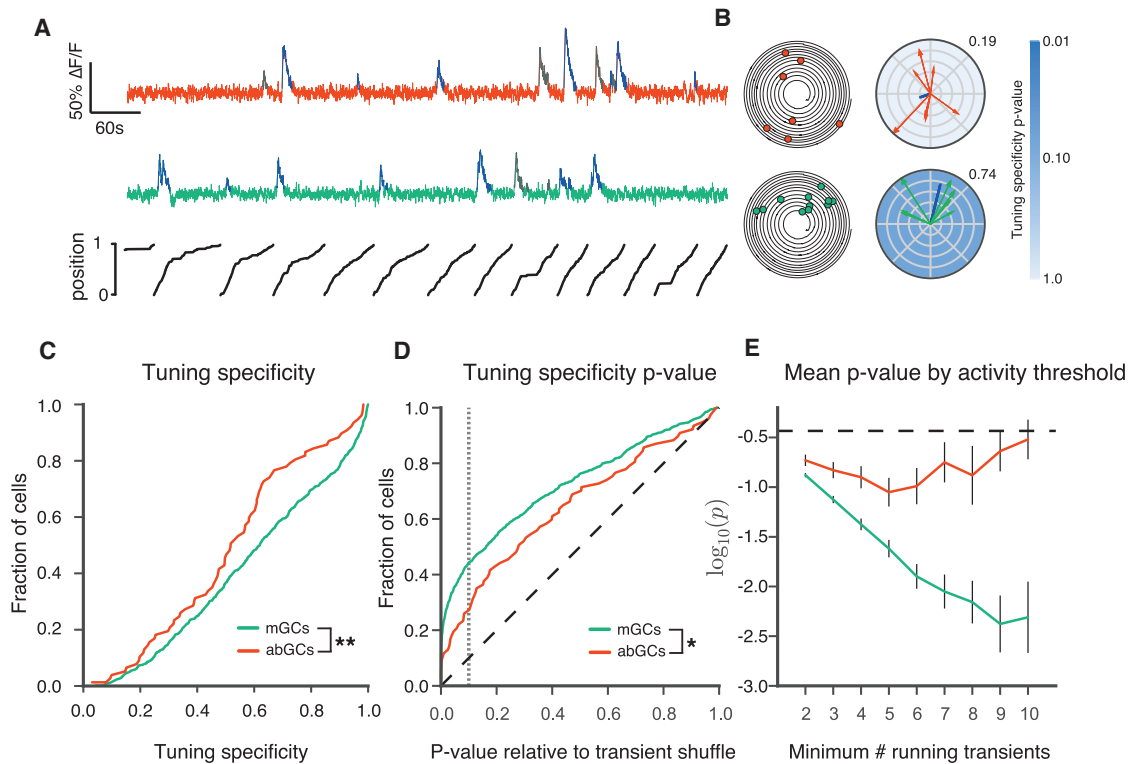 A
50% ΔF/F
60s
position
1
0
B
0.19
0.74
0.01
0.10
1.0
Tuning specificity p-value
C
Tuning specificity
Fraction of cells
1.0
0.8
0.6
0.4
0.2
0.0
0.0 0.2 0.4 0.6 0.8 1.0
mGCs
abGCs
**
Tuning specificity
D
Tuning specificity p-value
Fraction of cells
1.0
0.8
0.6
0.4
0.2
0.0
0.0 0.2 0.4 0.6 0.8 1.0
mGCs
abGCs
*
P-value relative to transient shuffle
E
Mean p-value by activity threshold
log₁₀(p)
-0.5
-1.0
-1.5
-2.0
-2.5
-3.0
2 3 4 5 6 7 8 9 10
Minimum # running transients